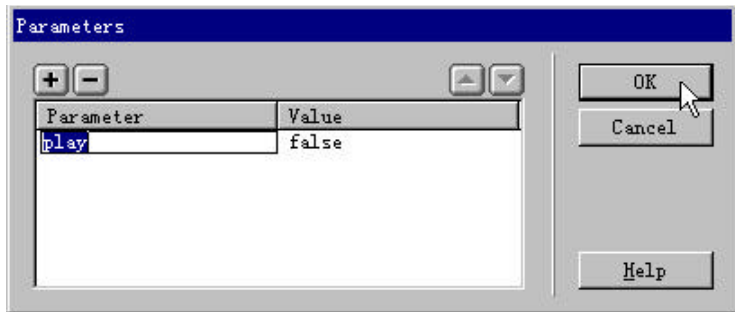 Parameters
OK
Parameter Value
Cancel
play false
Help